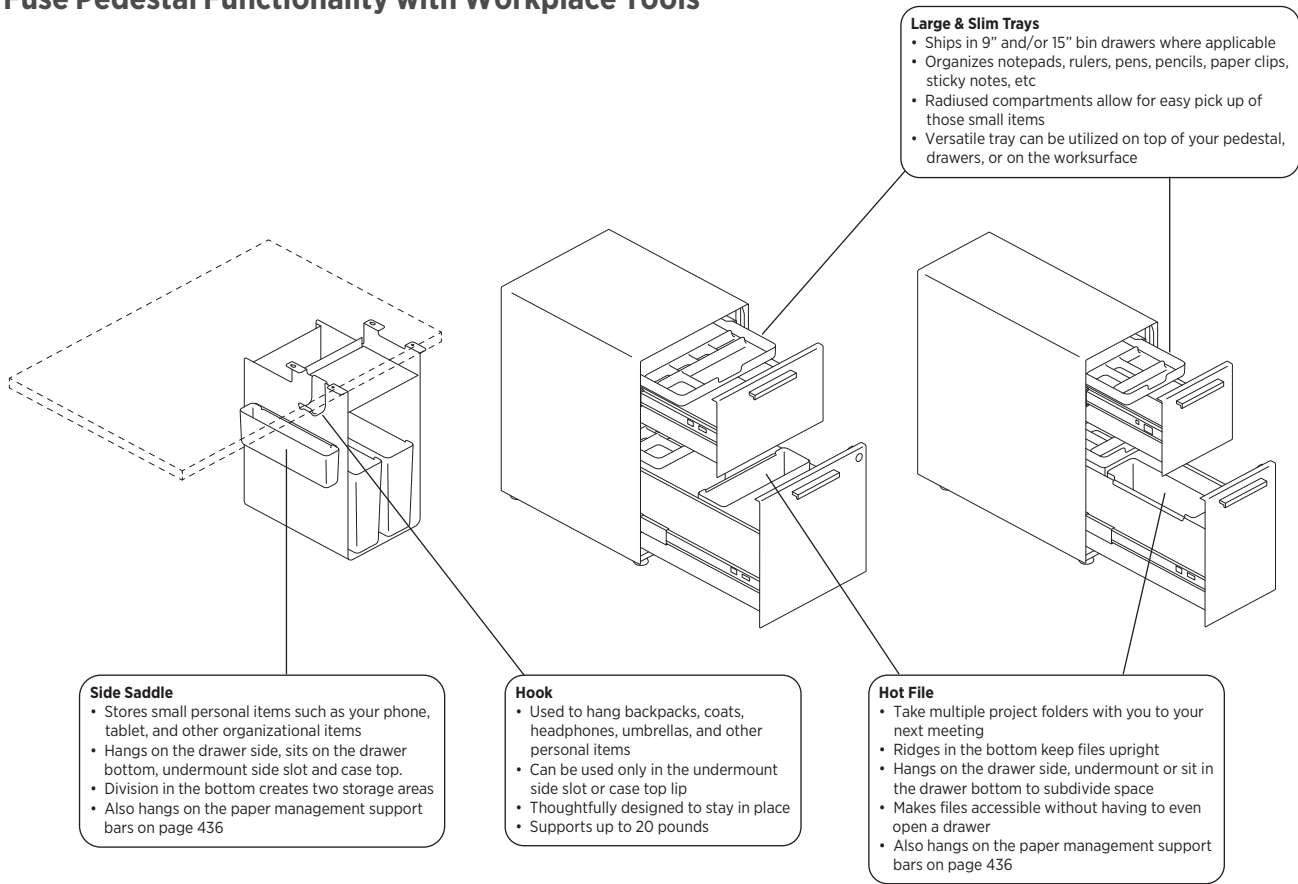 Fuse Pedestal Functionality with Workplace Tools
Large & Slim Trays
• Ships in 9” and/or 15” bin drawers where applicable
• Organizes notepads, rulers, pens, pencils, paper clips,
sticky notes, etc
• Radiused compartments allow for easy pick up of
those small items
• Versatile tray can be utilized on top of your pedestal,
drawers, or on the worksurface
Side Saddle
• Stores small personal items such as your phone,
tablet, and other organizational items
• Hangs on the drawer side, sits on the drawer
bottom, undermount side slot and case top.
• Division in the bottom creates two storage areas
• Also hangs on the paper management support
bars on page 436
Hook
• Used to hang backpacks, coats,
headphones, umbrellas, and other
personal items
• Can be used only in the undermount
side slot or case top lip
• Thoughtfully designed to stay in place
• Supports up to 20 pounds
Hot File
• Take multiple project folders with you to your
next meeting
• Ridges in the bottom keep files upright
• Hangs on the drawer side, undermount or sit in
the drawer bottom to subdivide space
• Makes files accessible without having to even
open a drawer
• Also hangs on the paper management support
bars on page 436